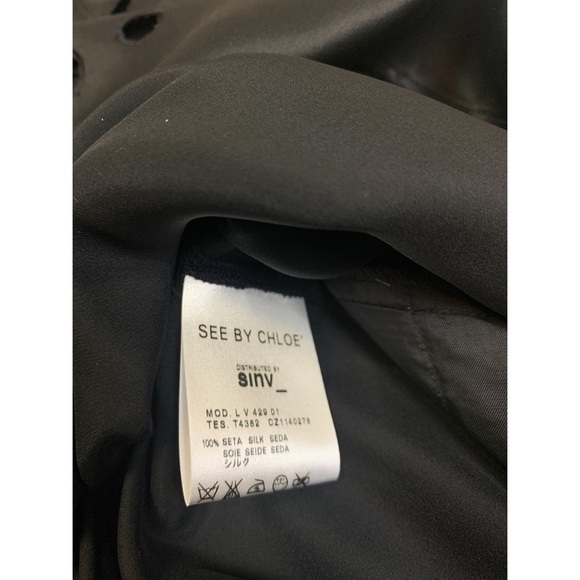 SEE BY CHLOE'
DISTRIBUTED BY
sinv_
MOD. L V 429 01
TES. T4362 CZ1140276
100% SETA SILK SEDA
SOIE SEIDE SEDA
シルク